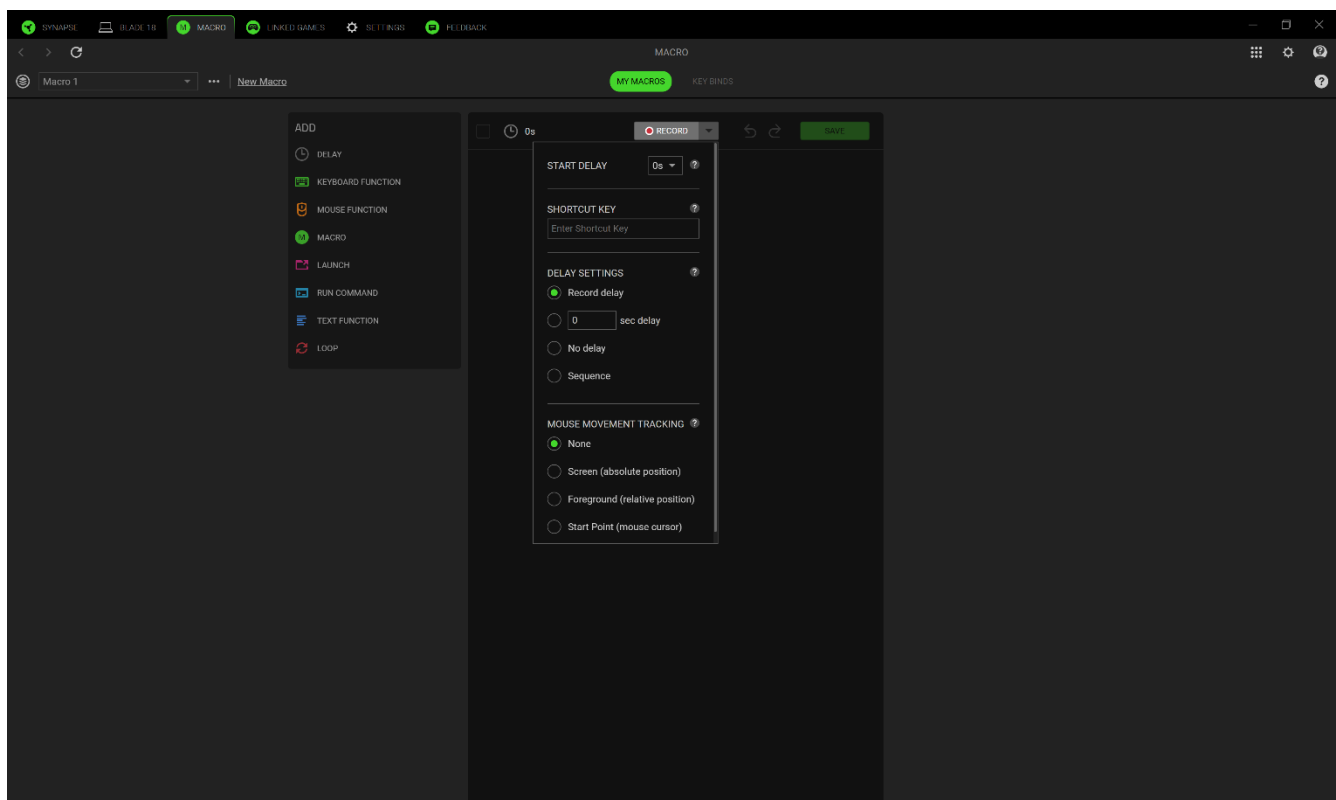 SYNAPSE BLADE 18 MACRO LINKED GAMES SETTINGS FEEDBACK
MACRO
Macro 1 New Macro MY MACROS KEY BINDS
ADD
DELAY
KEYBOARD FUNCTION
MOUSE FUNCTION
MACRO
LAUNCH
RUN COMMAND
TEXT FUNCTION
LOOP
0s RECORD SAVE
START DELAY 0s
SHORTCUT KEY
Enter Shortcut Key
DELAY SETTINGS
Record delay
0 sec delay
No delay
Sequence
MOUSE MOVEMENT TRACKING
None
Screen (absolute position)
Foreground (relative position)
Start Point (mouse cursor)